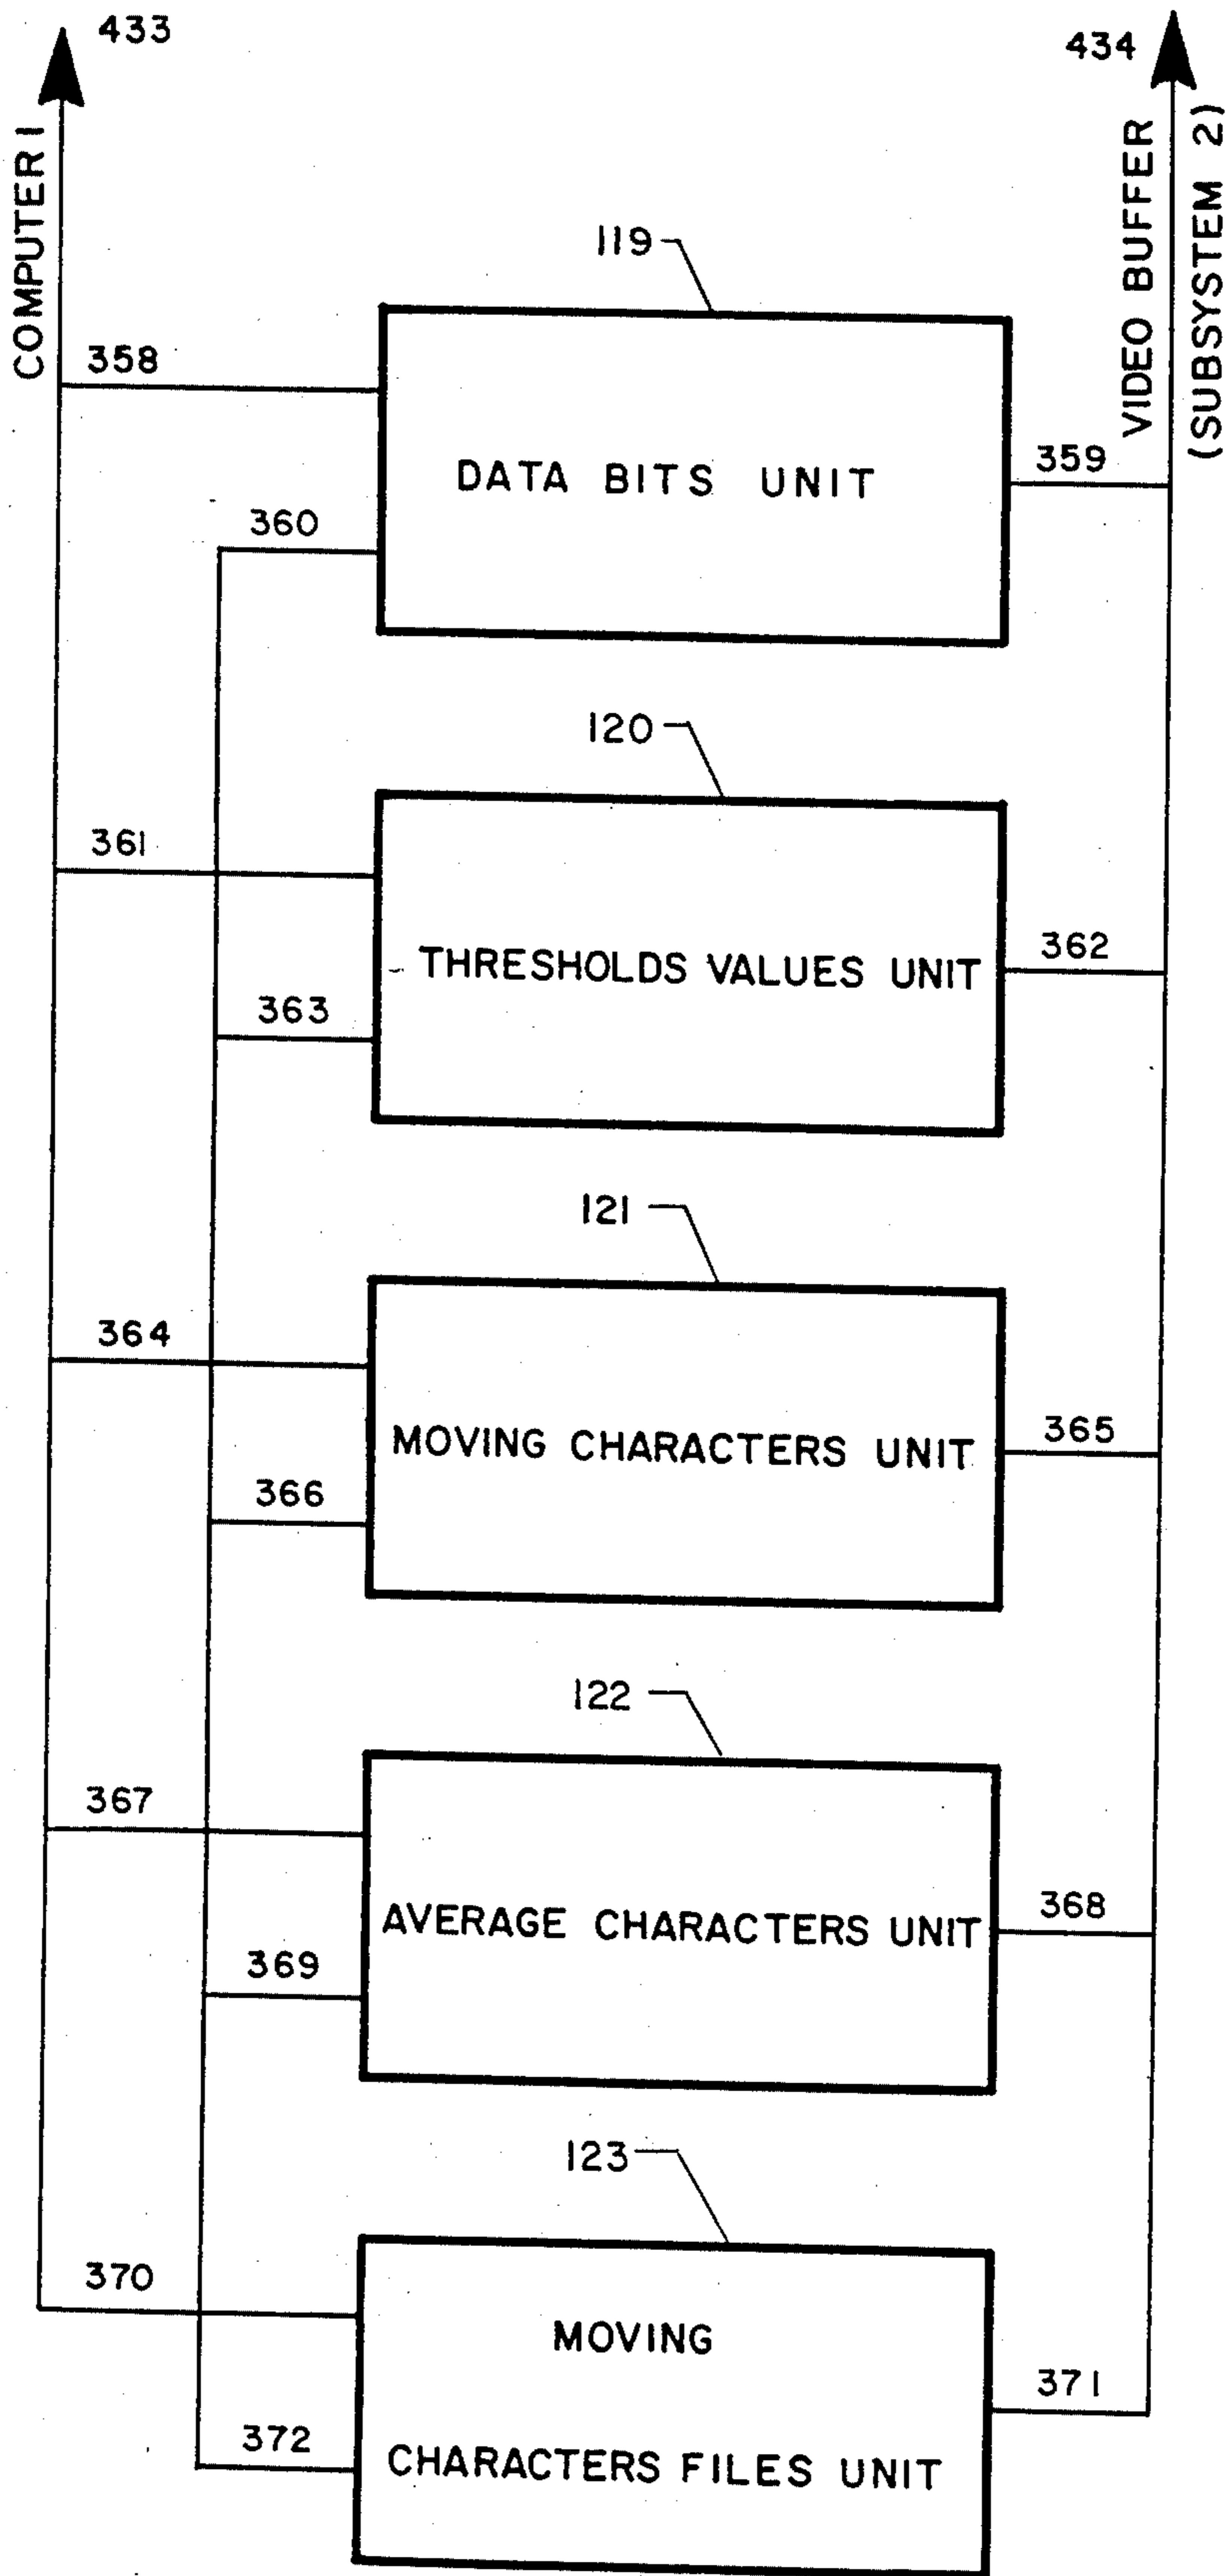 433
434
COMPUTER 1
VIDEO BUFFER
(SUBSYSTEM 2)
119
358
DATA BITS UNIT
359
360
120
361
THRESHOLDS VALUES UNIT
362
363
121
364
MOVING CHARACTERS UNIT
365
366
122
367
AVERAGE CHARACTERS UNIT
368
369
123
370
MOVING
371
372
CHARACTERS FILES UNIT